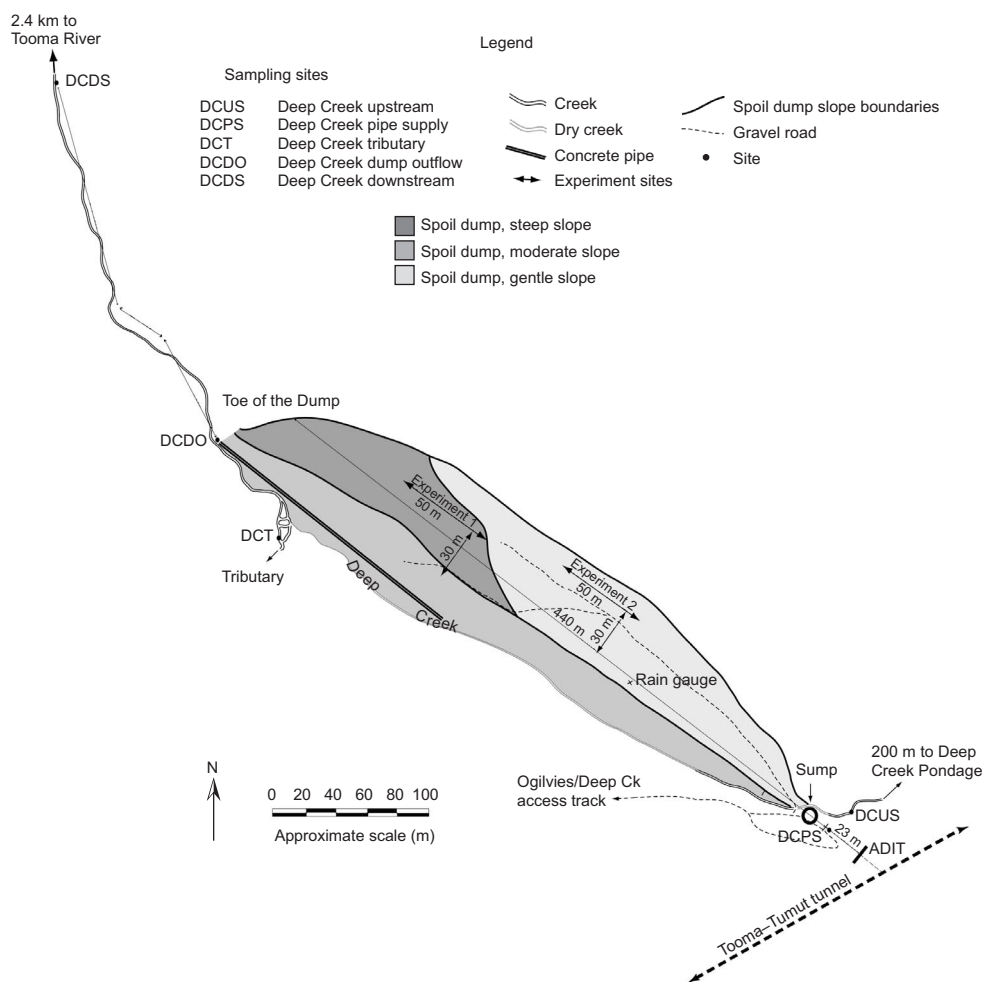 2.4 km to
Tooma River
DCDS
Legend
Sampling sites
DCUS Deep Creek upstream
DCPS Deep Creek pipe supply
DCT Deep Creek tributary
DCDO Deep Creek dump outflow
DCDS Deep Creek downstream
Creek
Dry creek
Concrete pipe
Experiment sites
Spoil dump slope boundaries
Gravel road
Site
Spoil dump, steep slope
Spoil dump, moderate slope
Spoil dump, gentle slope
Toe of the Dump
DCDO
Experiment 1
50 m
30 m
DCT
Tributary
Deep
Creek
Experiment 2
50 m
440 m
30 m
Rain gauge
N
0 20 40 60 80 100
Approximate scale (m)
Ogilvies/Deep Ck
access track
Sump
200 m to Deep
Creek Pondage
DCUS
DCPS
23 m
ADIT
Tooma–Tumut tunnel